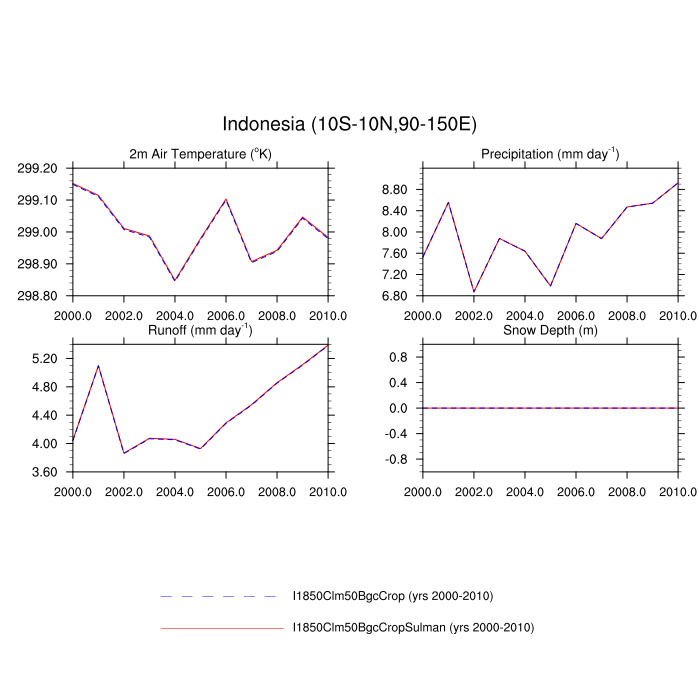 Indonesia (10S-10N,90-150E)
2m Air Temperature (°K)
299.20
299.10
299.00
298.90
298.80
2000.0 2002.0 2004.0 2006.0 2008.0 2010.0
Precipitation (mm day⁻¹)
8.80
8.40
8.00
7.60
7.20
6.80
2000.0 2002.0 2004.0 2006.0 2008.0 2010.0
Runoff (mm day⁻¹)
5.20
4.80
4.40
4.00
3.60
2000.0 2002.0 2004.0 2006.0 2008.0 2010.0
Snow Depth (m)
0.8
0.4
0.0
-0.4
-0.8
2000.0 2002.0 2004.0 2006.0 2008.0 2010.0
I1850Clm50BgcCrop (yrs 2000-2010)
I1850Clm50BgcCropSulman (yrs 2000-2010)